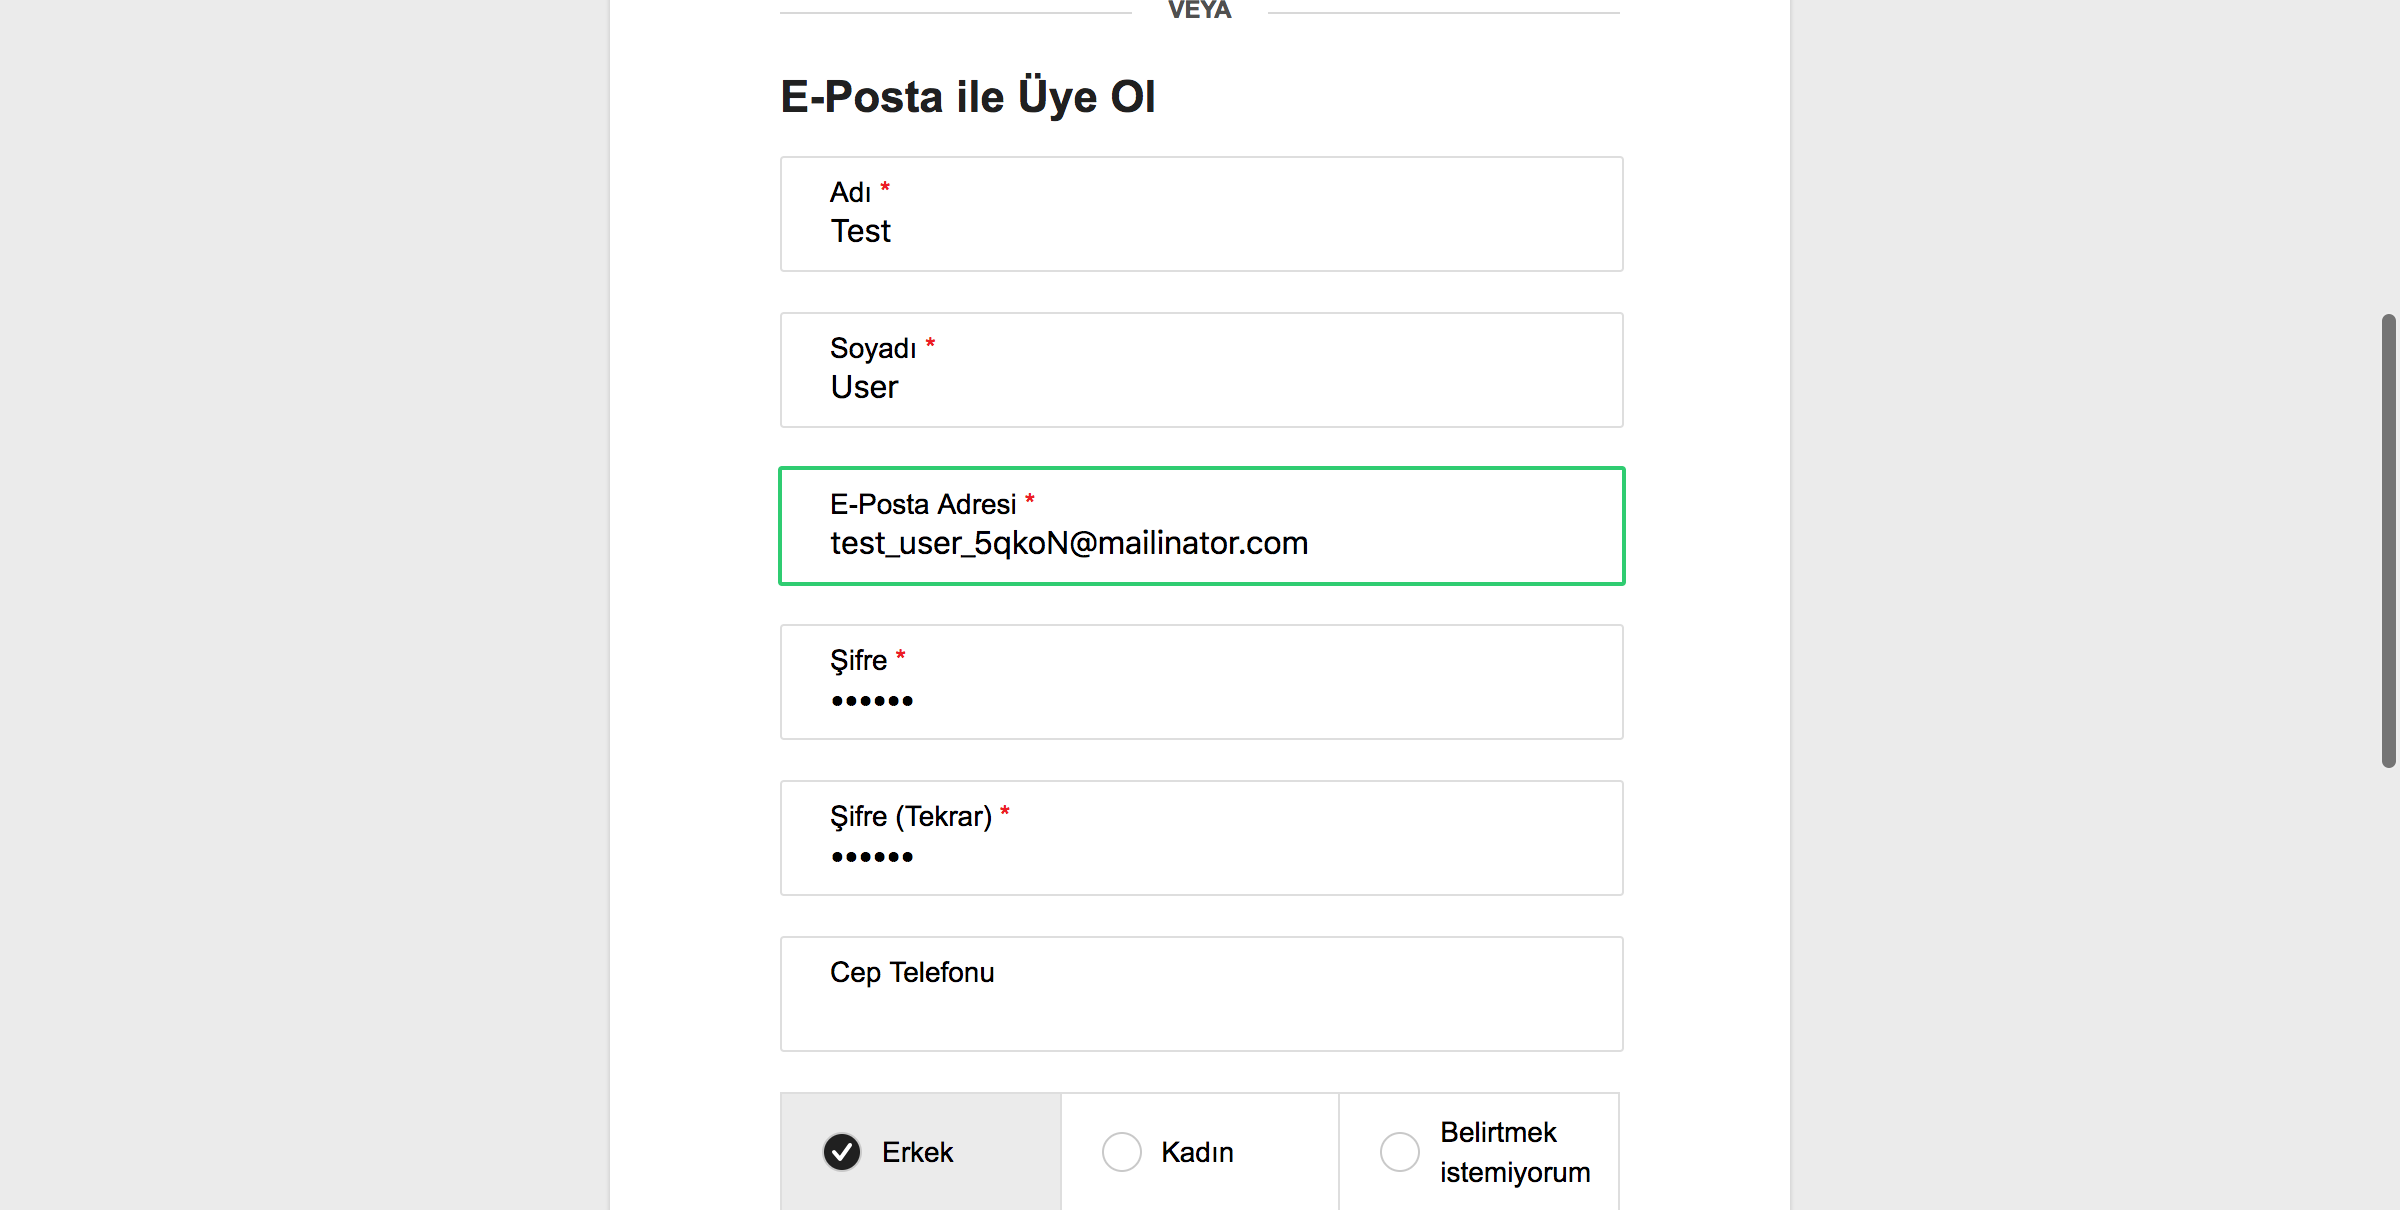 VEYA
E-Posta ile Üye Ol
Adı *
Test
Soyadı *
User
E-Posta Adresi *
test_user_5qkoN@mailinator.com
Şifre *
••••••
Şifre (Tekrar) *
••••••
Cep Telefonu
Erkek
Kadın
Belirtmek
istemiyorum